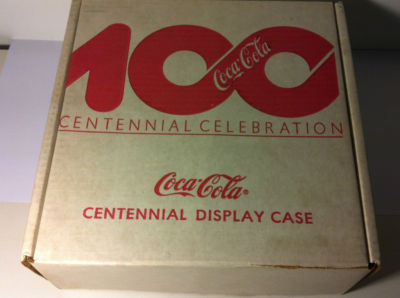 100
Coca-Cola
CENTENNIAL CELEBRATION
Coca-Cola®
CENTENNIAL DISPLAY CASE